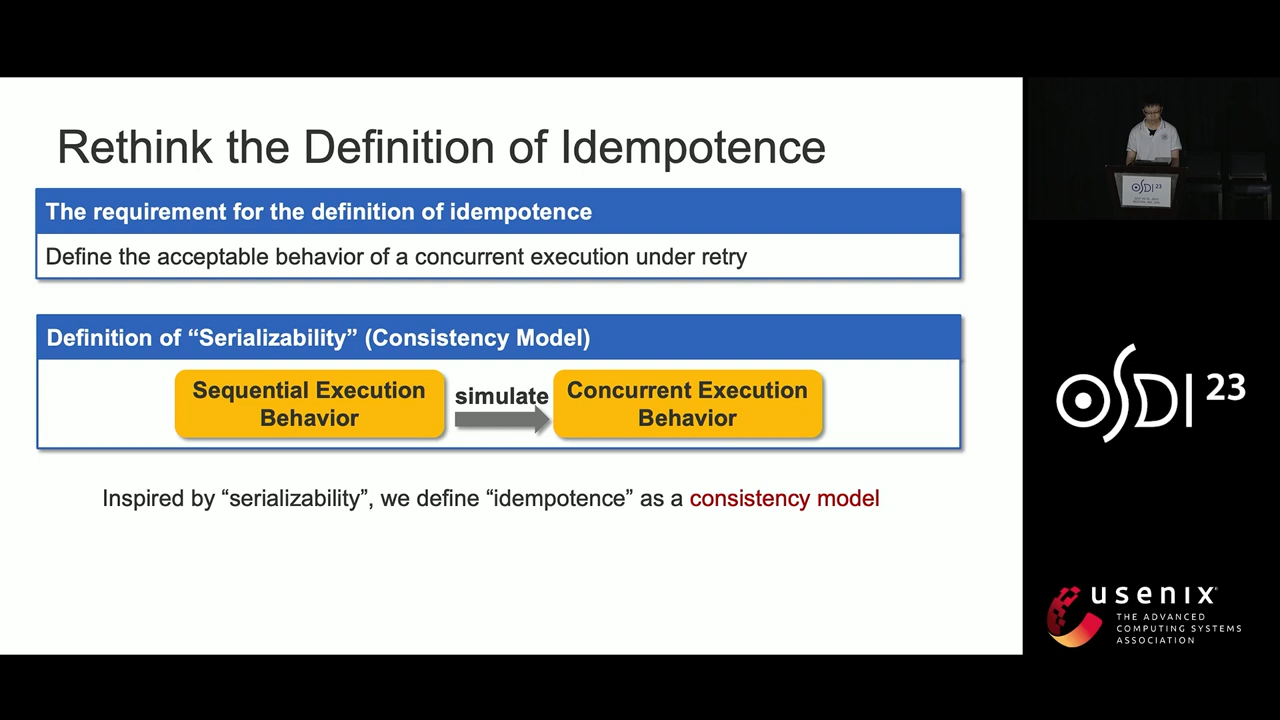 Rethink the Definition of Idempotence
The requirement for the definition of idempotence
Define the acceptable behavior of a concurrent execution under retry
Definition of “Serializability” (Consistency Model)
Sequential Execution
Behavior
simulate
Concurrent Execution
Behavior
Inspired by “serializability”, we define “idempotence” as a consistency model
OSDI 23
OSDI 23
usenix
THE ADVANCED
COMPUTING SYSTEMS
ASSOCIATION